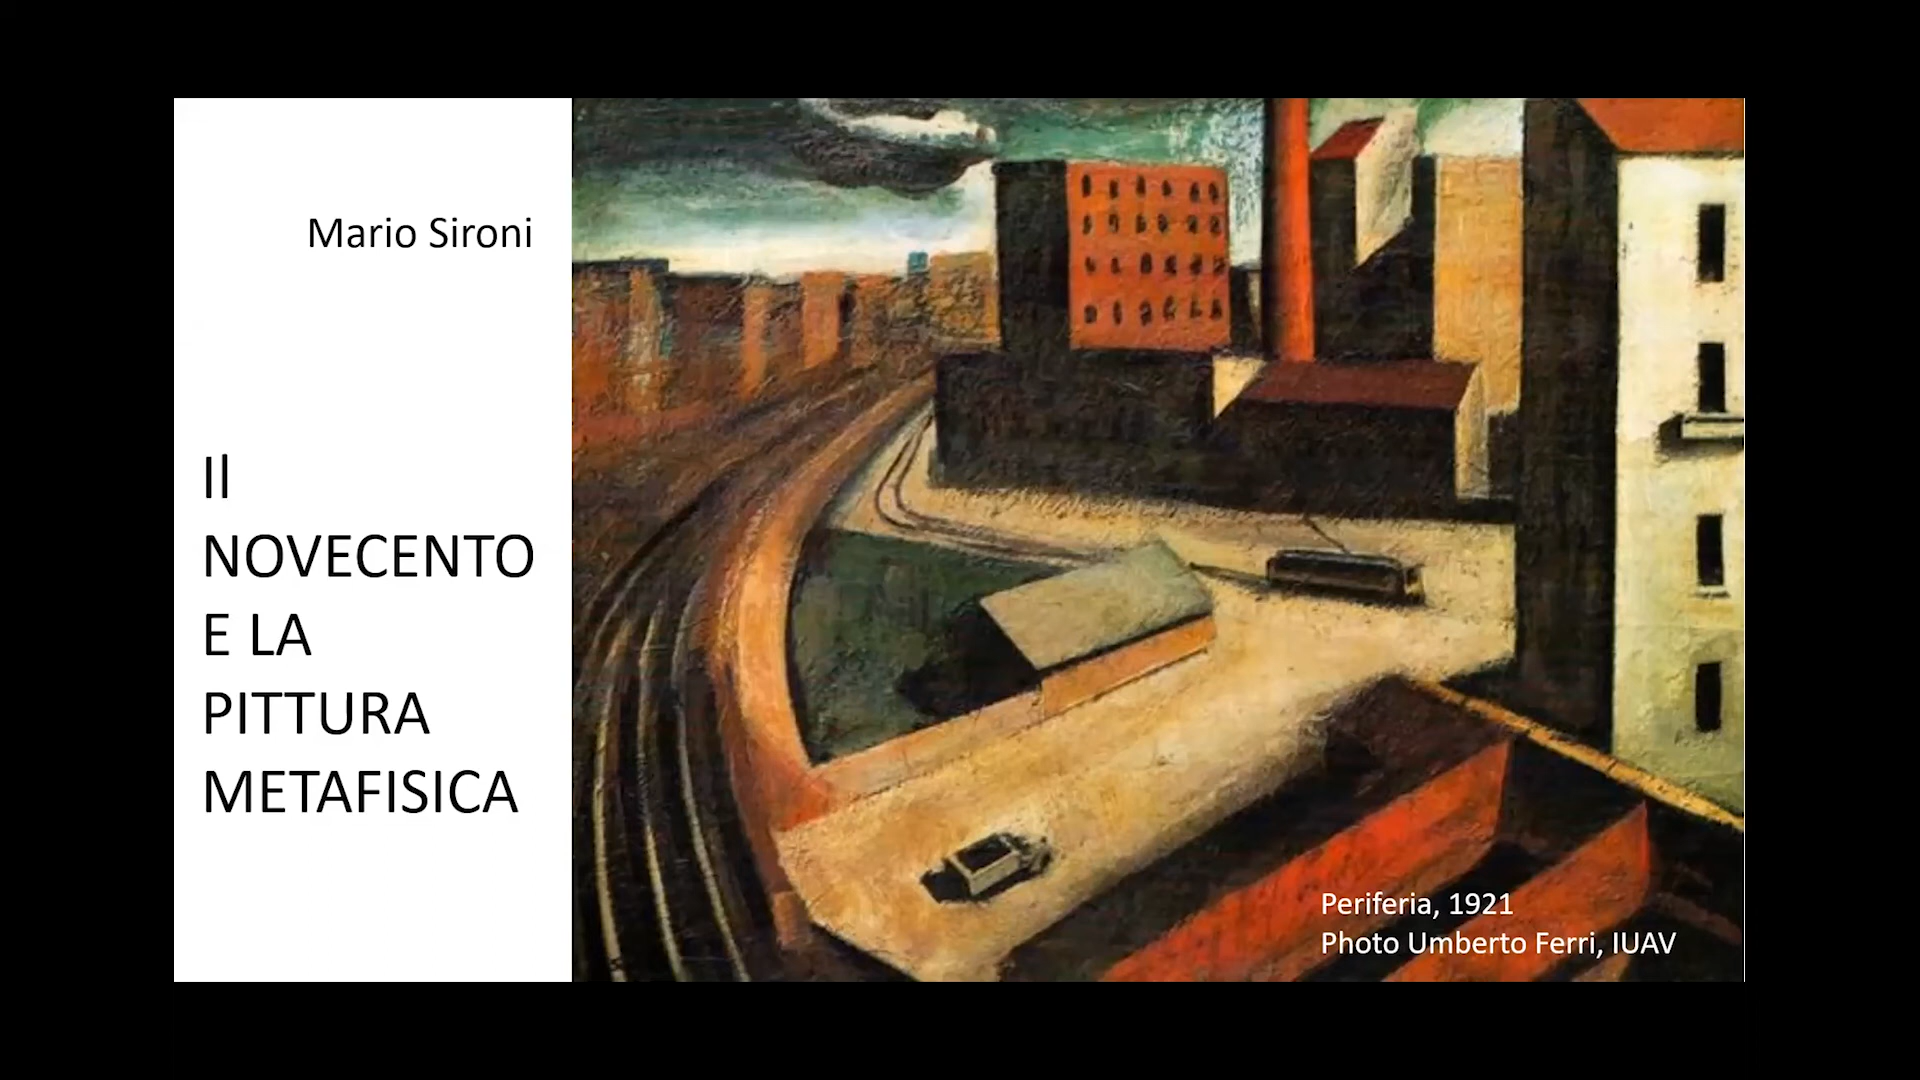 Mario Sironi
Il
NOVECENTO
E LA
PITTURA
METAFISICA
Periferia, 1921
Photo Umberto Ferri, IUAV